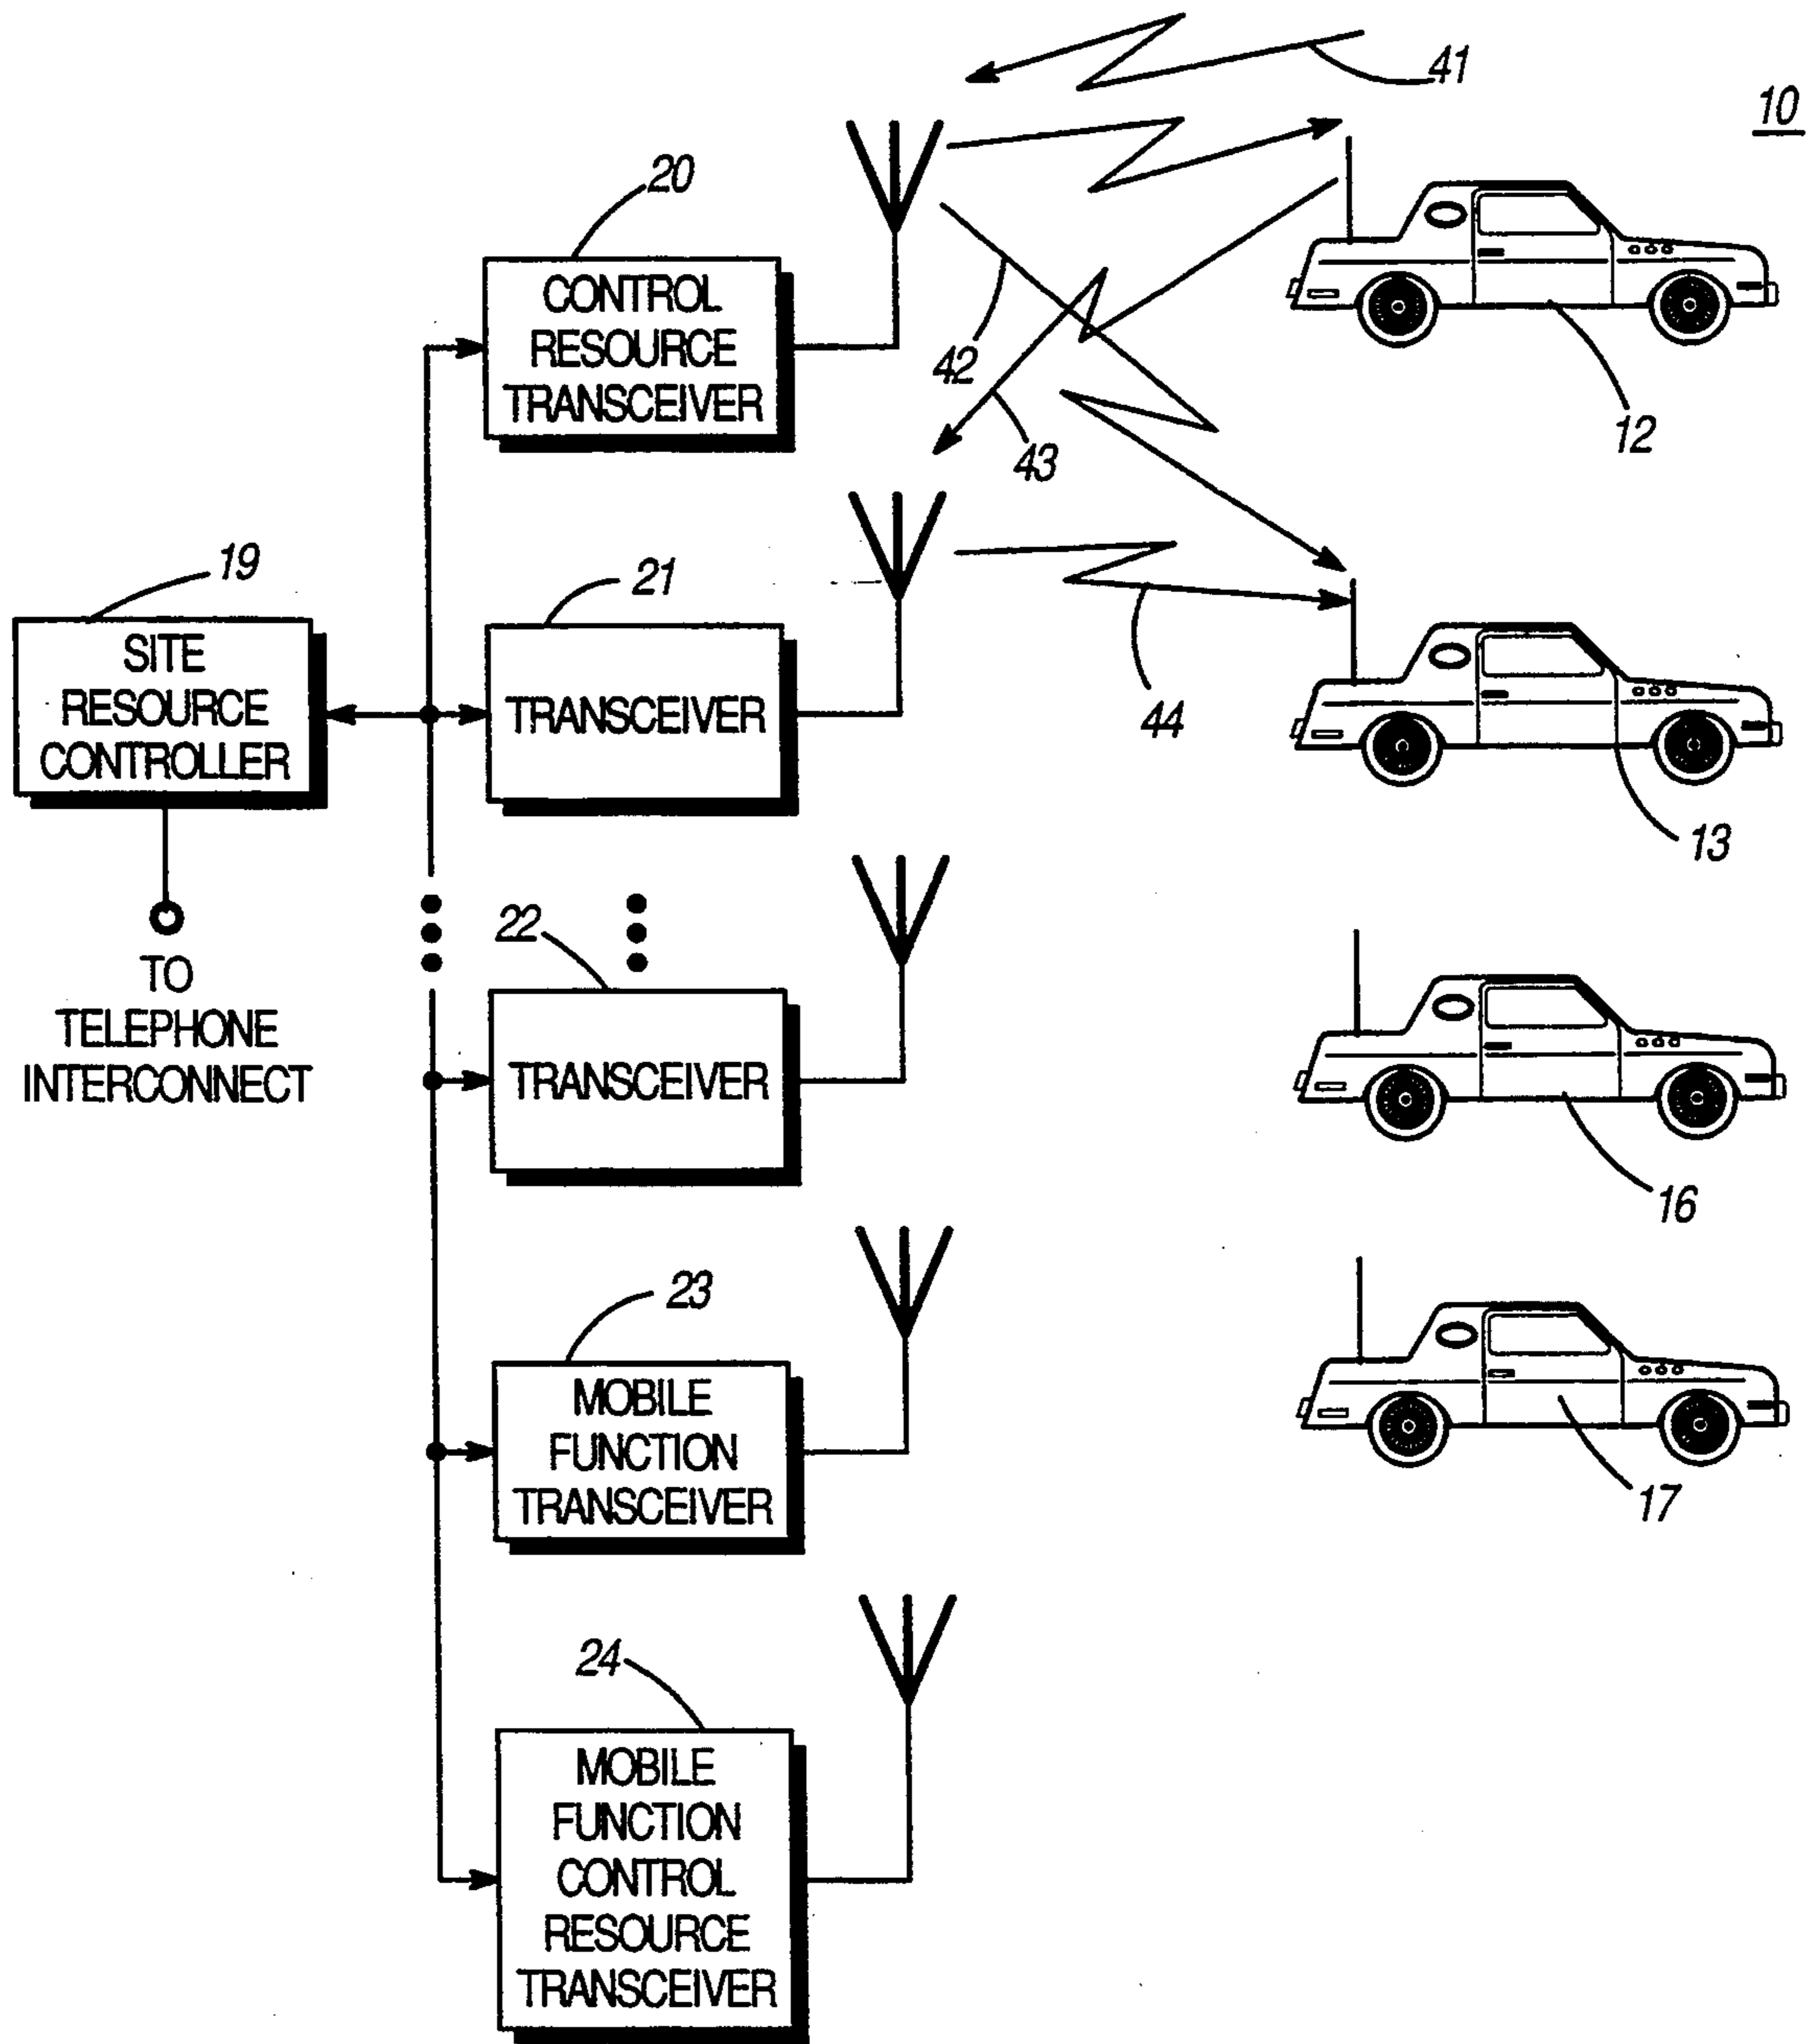 41
10
20
CONTROL
RESOURCE
TRANSCEIVER
42
43
12
19
SITE
RESOURCE
CONTROLLER
21
TRANSCEIVER
44
13
TO
TELEPHONE
INTERCONNECT
22
TRANSCEIVER
16
23
MOBILE
FUNCTION
TRANSCEIVER
17
24
MOBILE
FUNCTION
CONTROL
RESOURCE
TRANSCEIVER